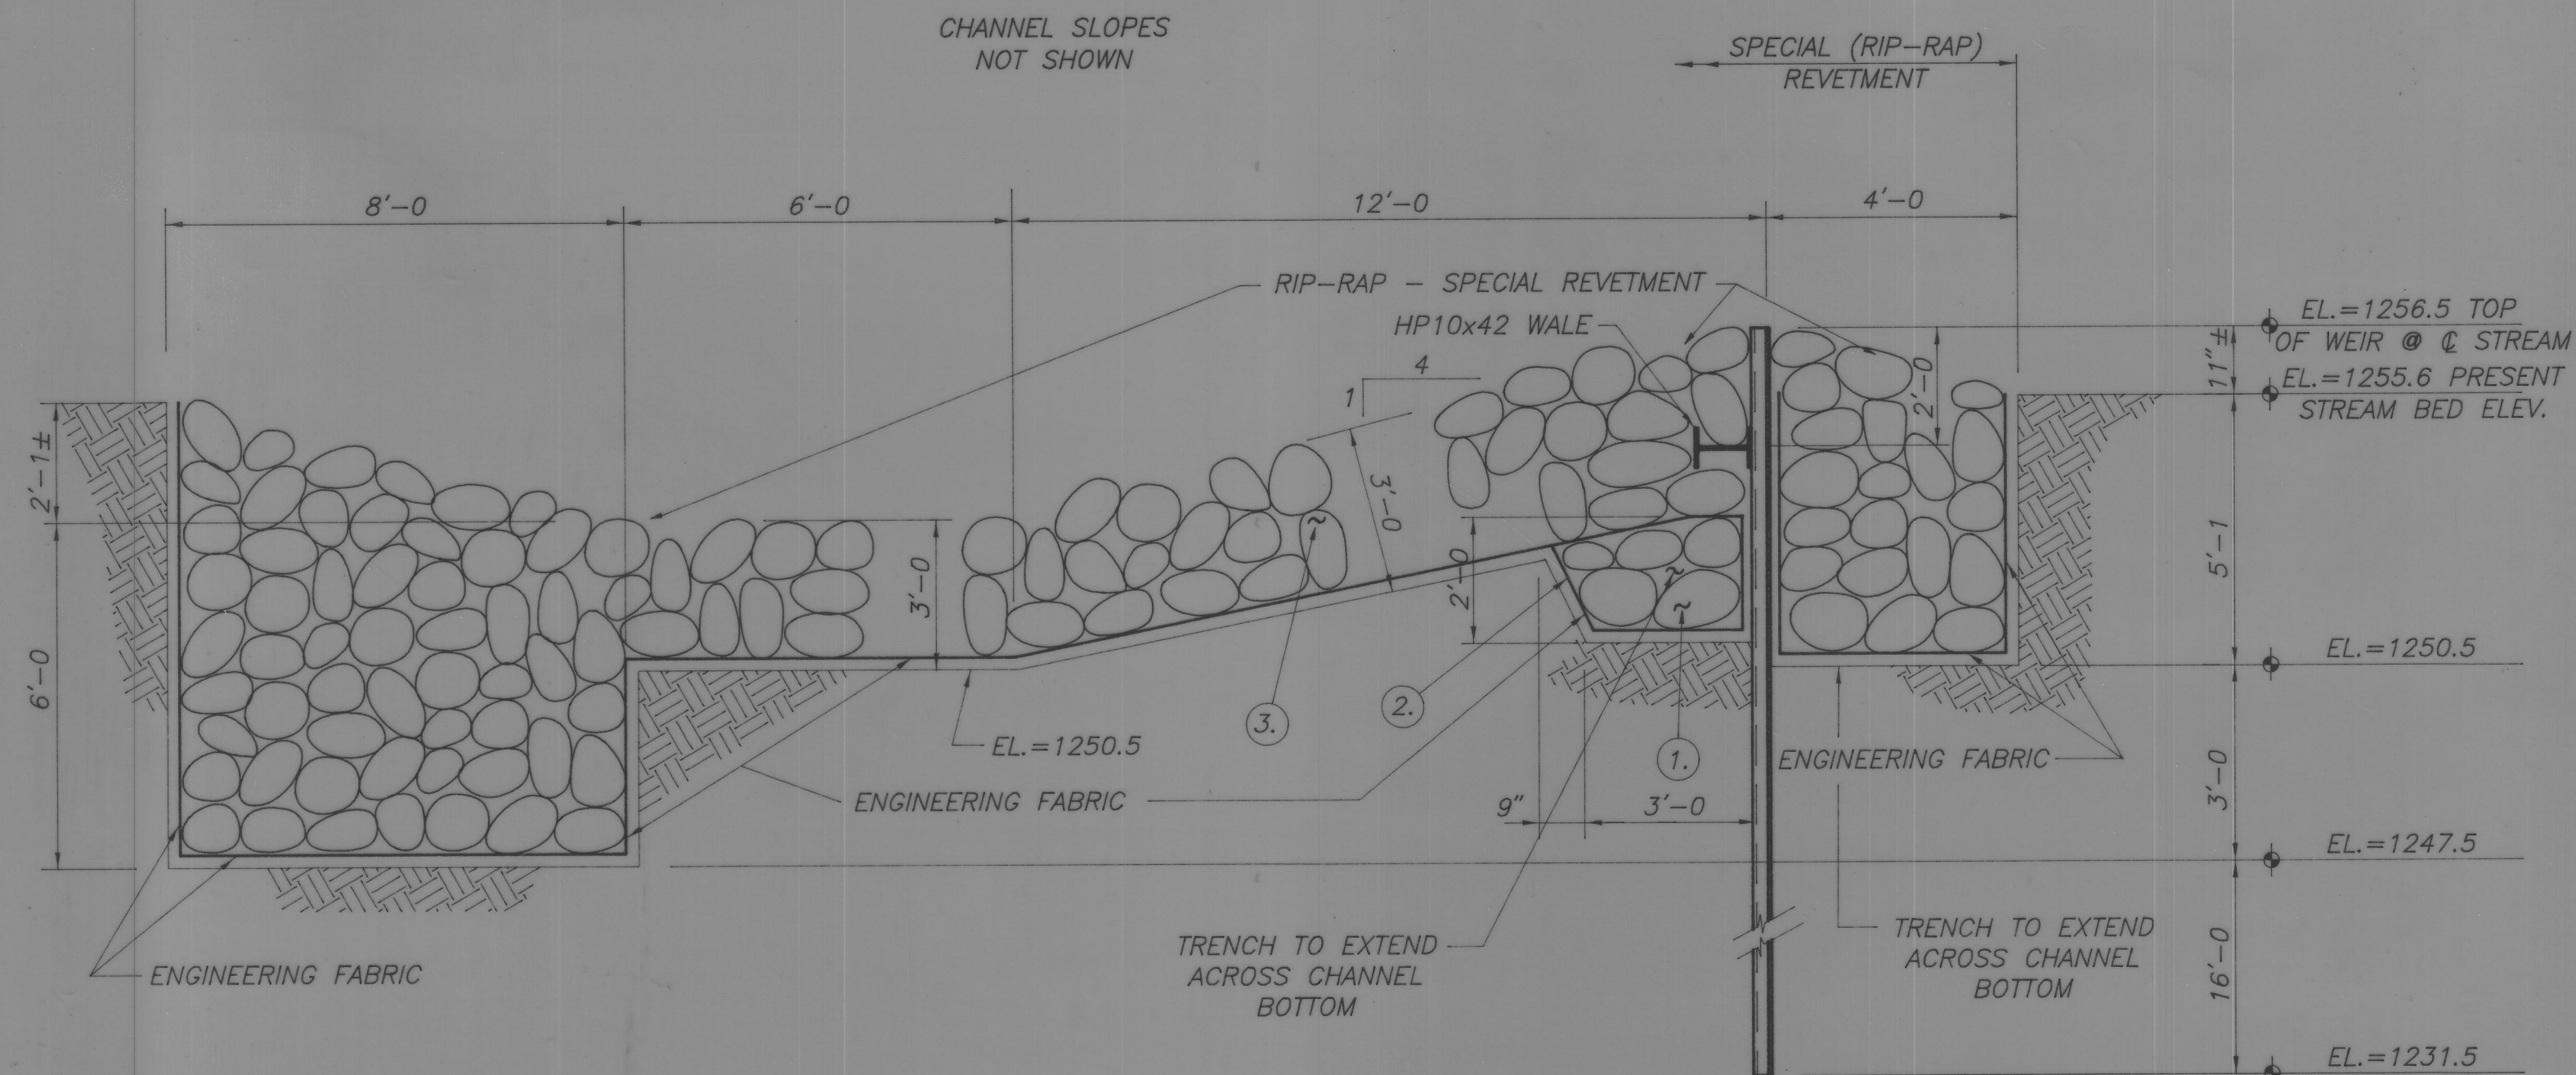 CHANNEL SLOPES
NOT SHOWN
SPECIAL (RIP-RAP)
REVETMENT
8'-0
6'-0
12'-0
4'-0
RIP-RAP - SPECIAL REVETMENT
HP10x42 WALE
4
1
3'-0
2'-0
EL.=1256.5 TOP
OF WEIR @ ℄ STREAM
11"±
EL.=1255.6 PRESENT
STREAM BED ELEV.
2'-1±
6'-0
3'-0
2'-0
5'-1
EL.=1250.5
3.
2.
1.
EL.=1250.5
ENGINEERING FABRIC
ENGINEERING FABRIC
9"
3'-0
3'-0
EL.=1247.5
ENGINEERING FABRIC
TRENCH TO EXTEND
ACROSS CHANNEL
BOTTOM
TRENCH TO EXTEND
ACROSS CHANNEL
BOTTOM
16'-0
EL.=1231.5